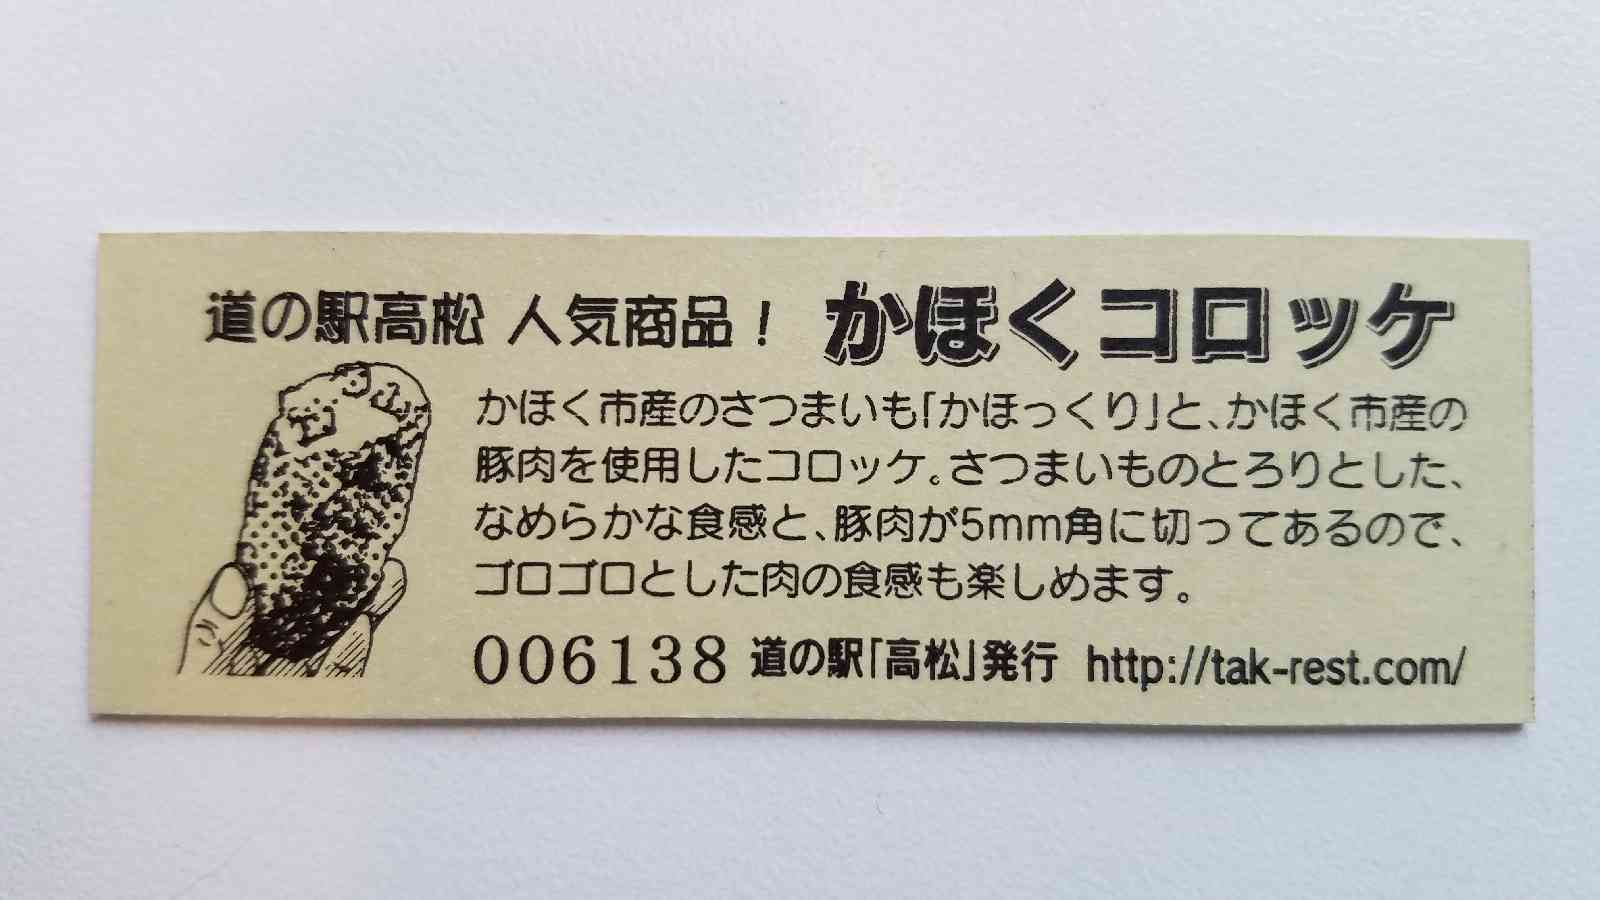 道の駅高松 人気商品！ かほくコロッケ
かほく市産のさつまいも「かほっくり」と、かほく市産の
豚肉を使用したコロッケ。さつまいものとろりとした、
なめらかな食感と、豚肉が5mm角に切ってあるので、
ゴロゴロとした肉の食感も楽しめます。
006138 道の駅「高松」発行 http://tak-rest.com/